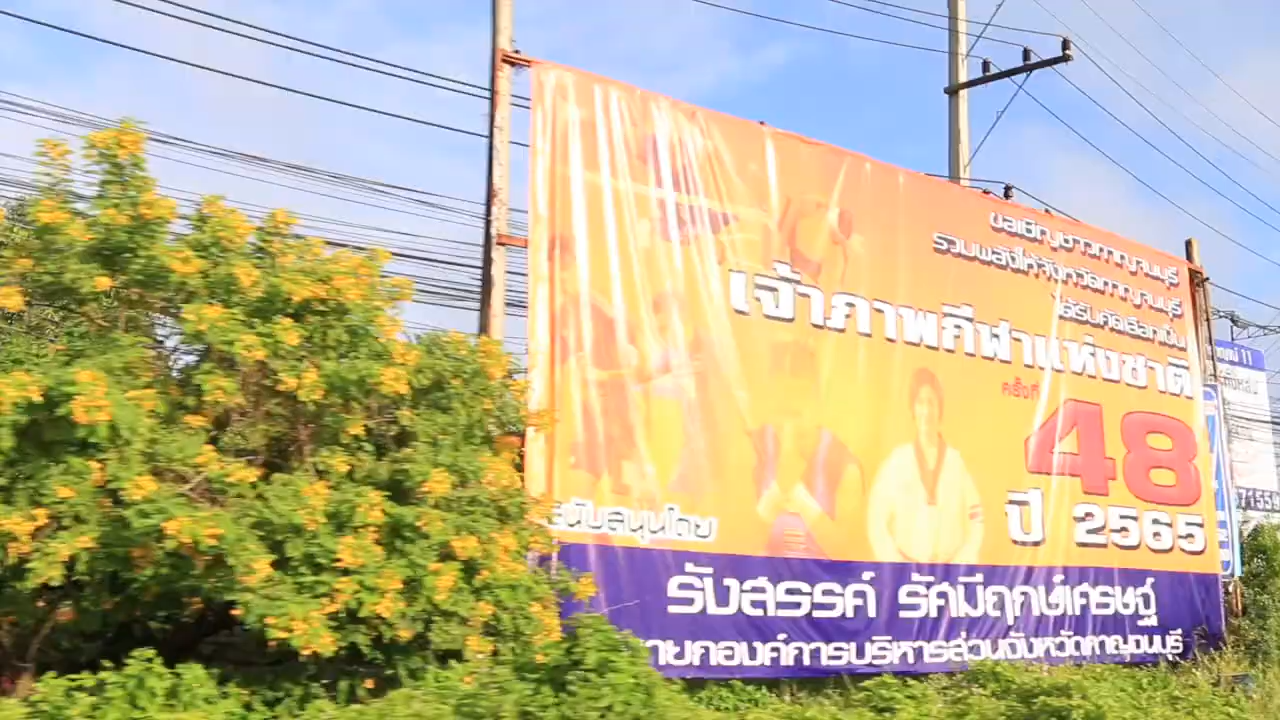 ขอเชิญชาวกาญจนบุรี
รวมพลังให้จังหวัดกาญจนบุรี
ได้รับคัดเลือกเป็น
เจ้าภาพกีฬาแห่งชาติ
ครั้งที่
48
ปี 2565
สนับสนุนโดย
รังสรรค์ รัศมีฤกษ์เศรษฐ์
นายกองค์การบริหารส่วนจังหวัดกาญจนบุรี
11